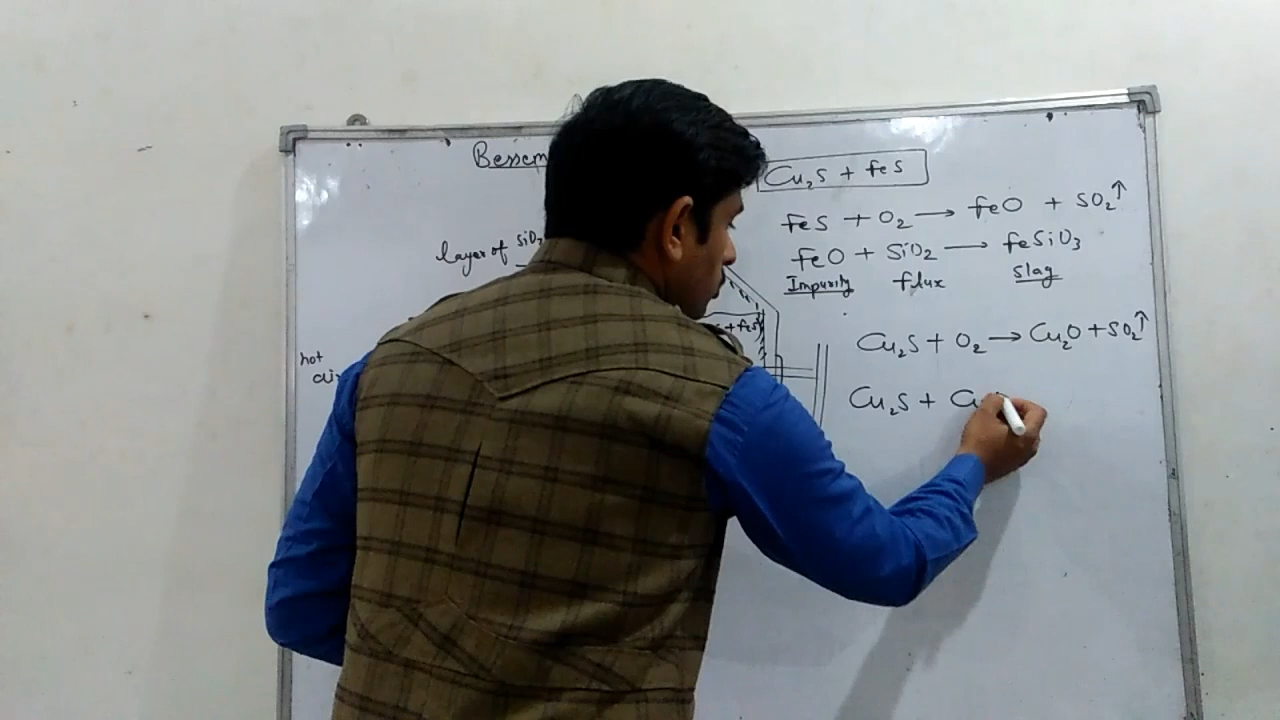 Bessem
Cu₂S + FeS
FeS + O₂ → FeO + SO₂↑
layer of SiO₂
FeO + SiO₂ → FeSiO₃
Impurity flux slag
+ FeS
Cu₂S + O₂ → Cu₂O + SO₂↑
hot
air
Cu₂S + Cu